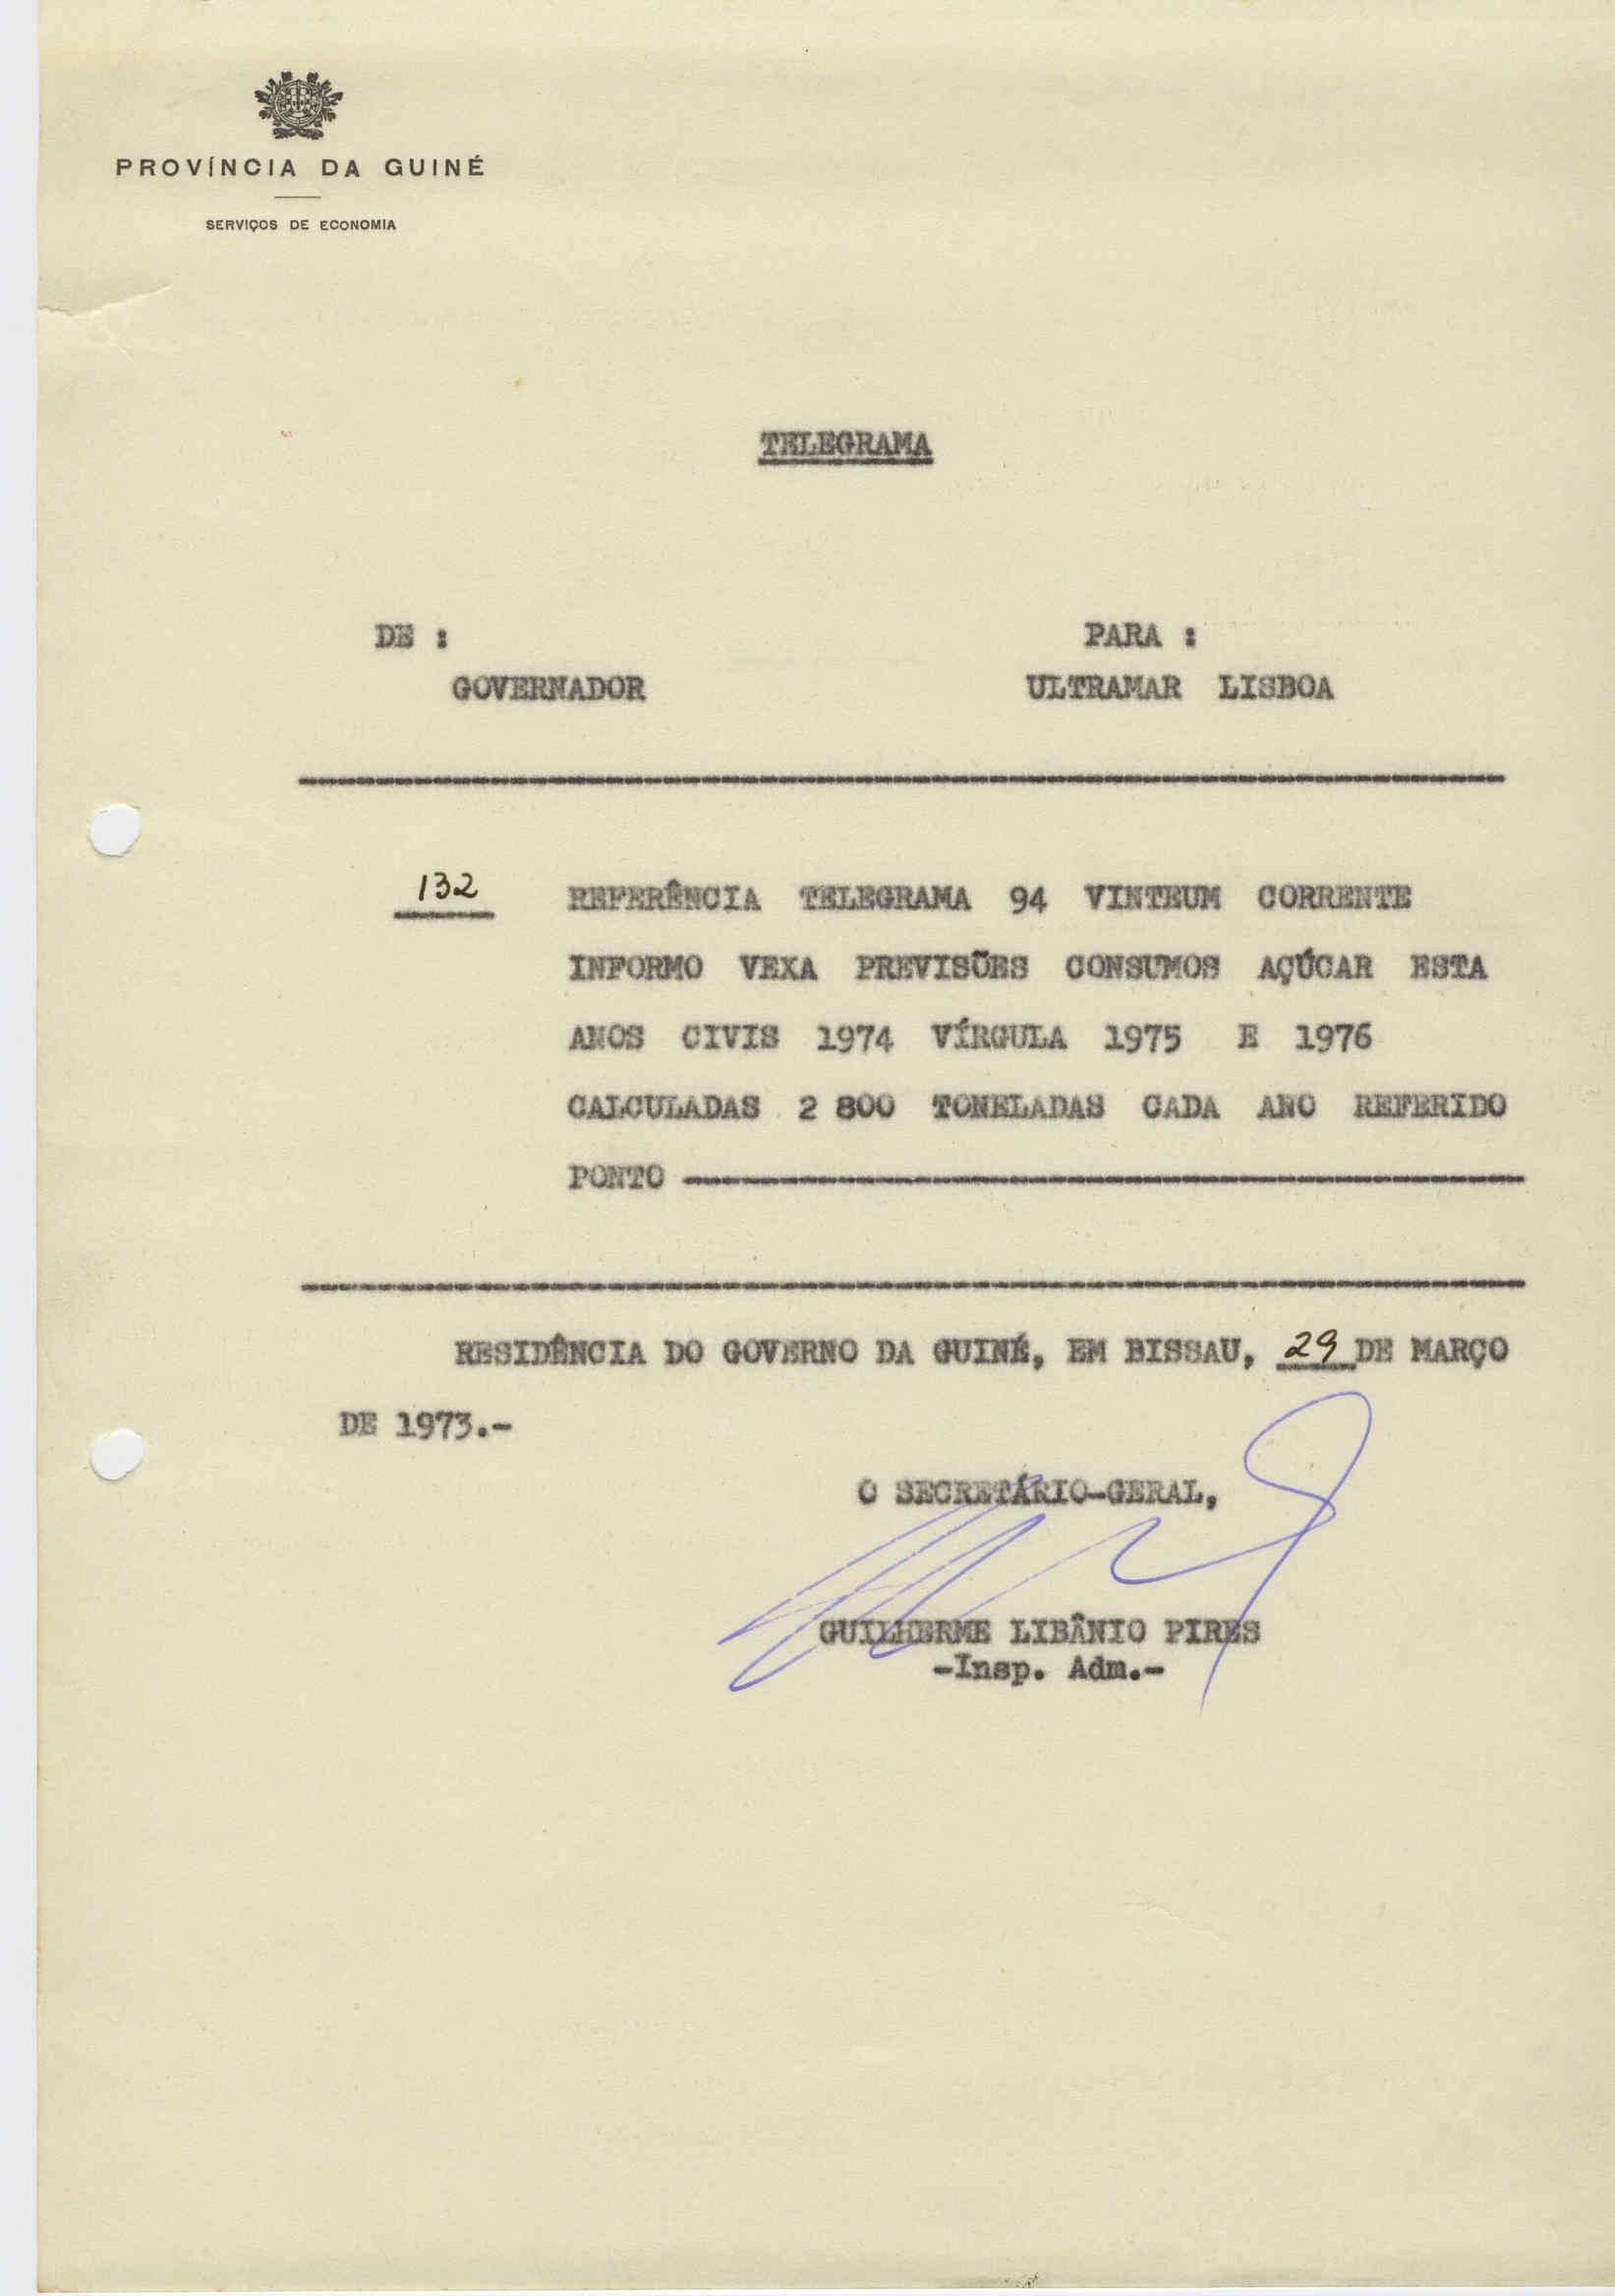 PROVÍNCIA DA GUINÉ
SERVIÇOS DE ECONOMIA
TELEGRAMA
DE :
GOVERNADOR
PARA :
ULTRAMAR LISBOA
132
REFERÊNCIA TELEGRAMA 94 VINTEUM CORRENTE
INFORMO VEXA PREVISÕES CONSUMOS AÇÚCAR ESTA
ANOS CIVIS 1974 VÍRGULA 1975 E 1976
CALCULADAS 2 800 TONELADAS CADA ANO REFERIDO
PONTO
RESIDÊNCIA DO GOVERNO DA GUINÉ, EM BISSAU, 29 DE MARÇO
DE 1973.-
O SECRETÁRIO-GERAL,
GUILHERME LIBÂNIO PIRES
-Insp. Adm.-